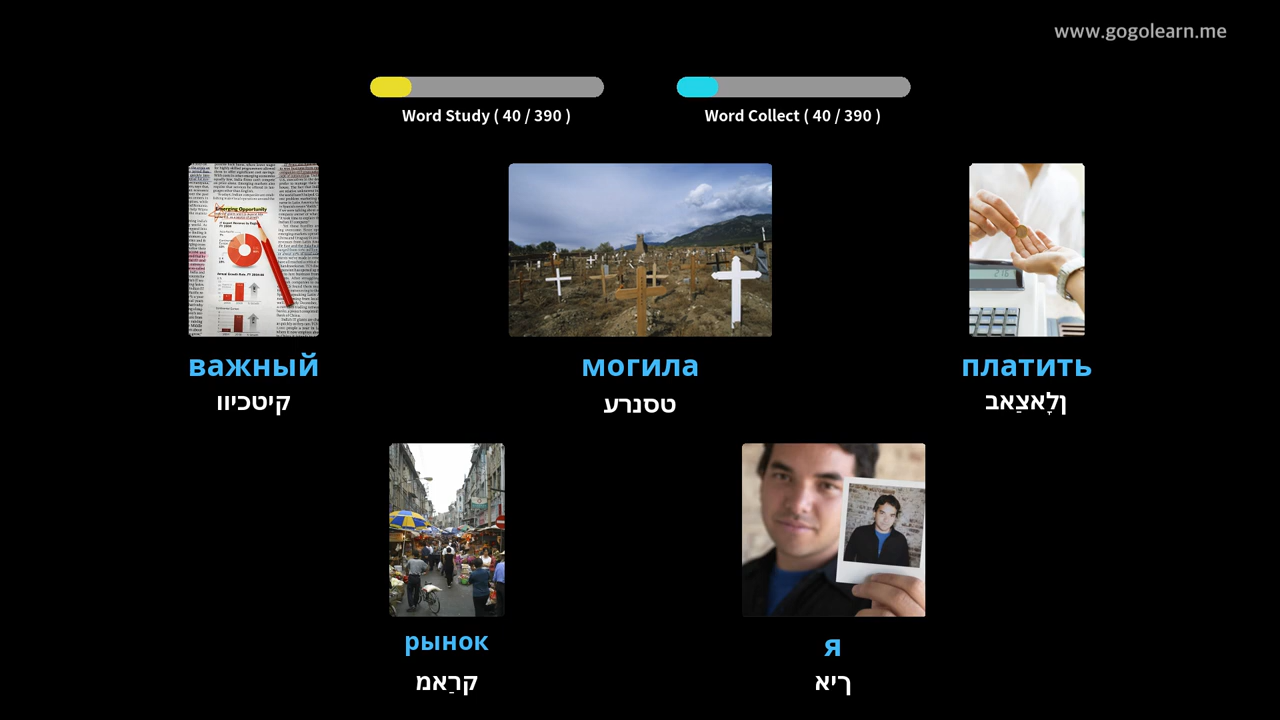 www.gogolearn.me
Word Study ( 40 / 390 )
Word Collect ( 40 / 390 )
важный
קיטכיוו
могила
טסנרע
платить
ןלָאצַאב
рынок
קרַאמ
я
ךיא